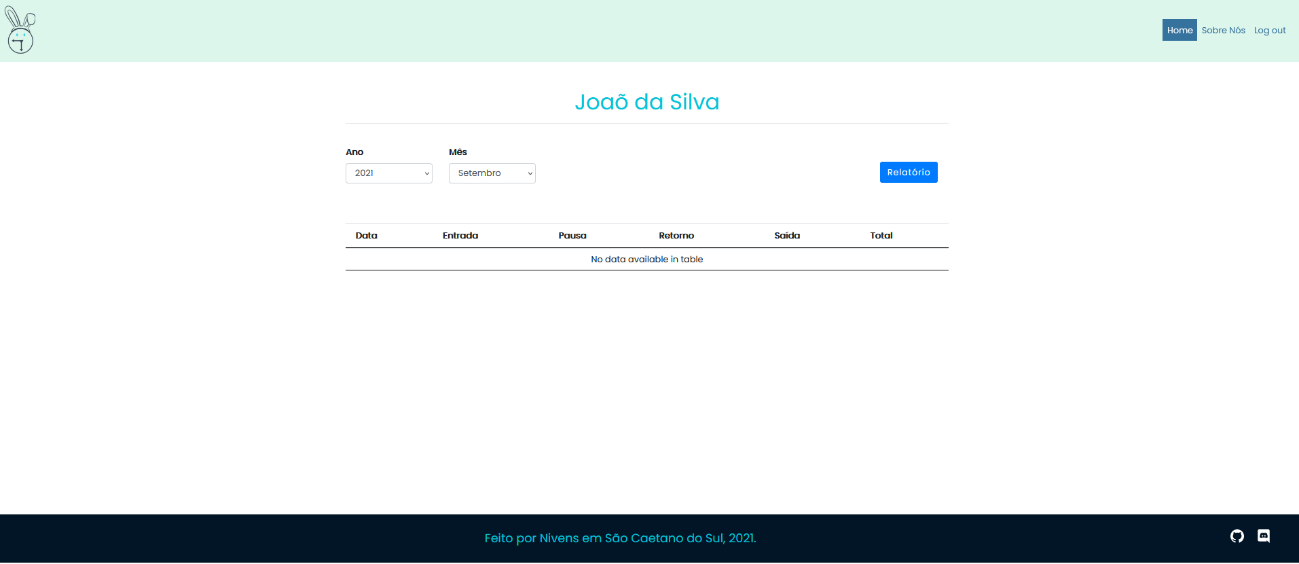 Home Sobre Nós Log out
Joaõ da Silva
Ano Mês
2021 Setembro Relatório
Data Entrada Pausa Retorno Saída Total
No data available in table
Feito por Nivens em São Caetano do Sul, 2021.